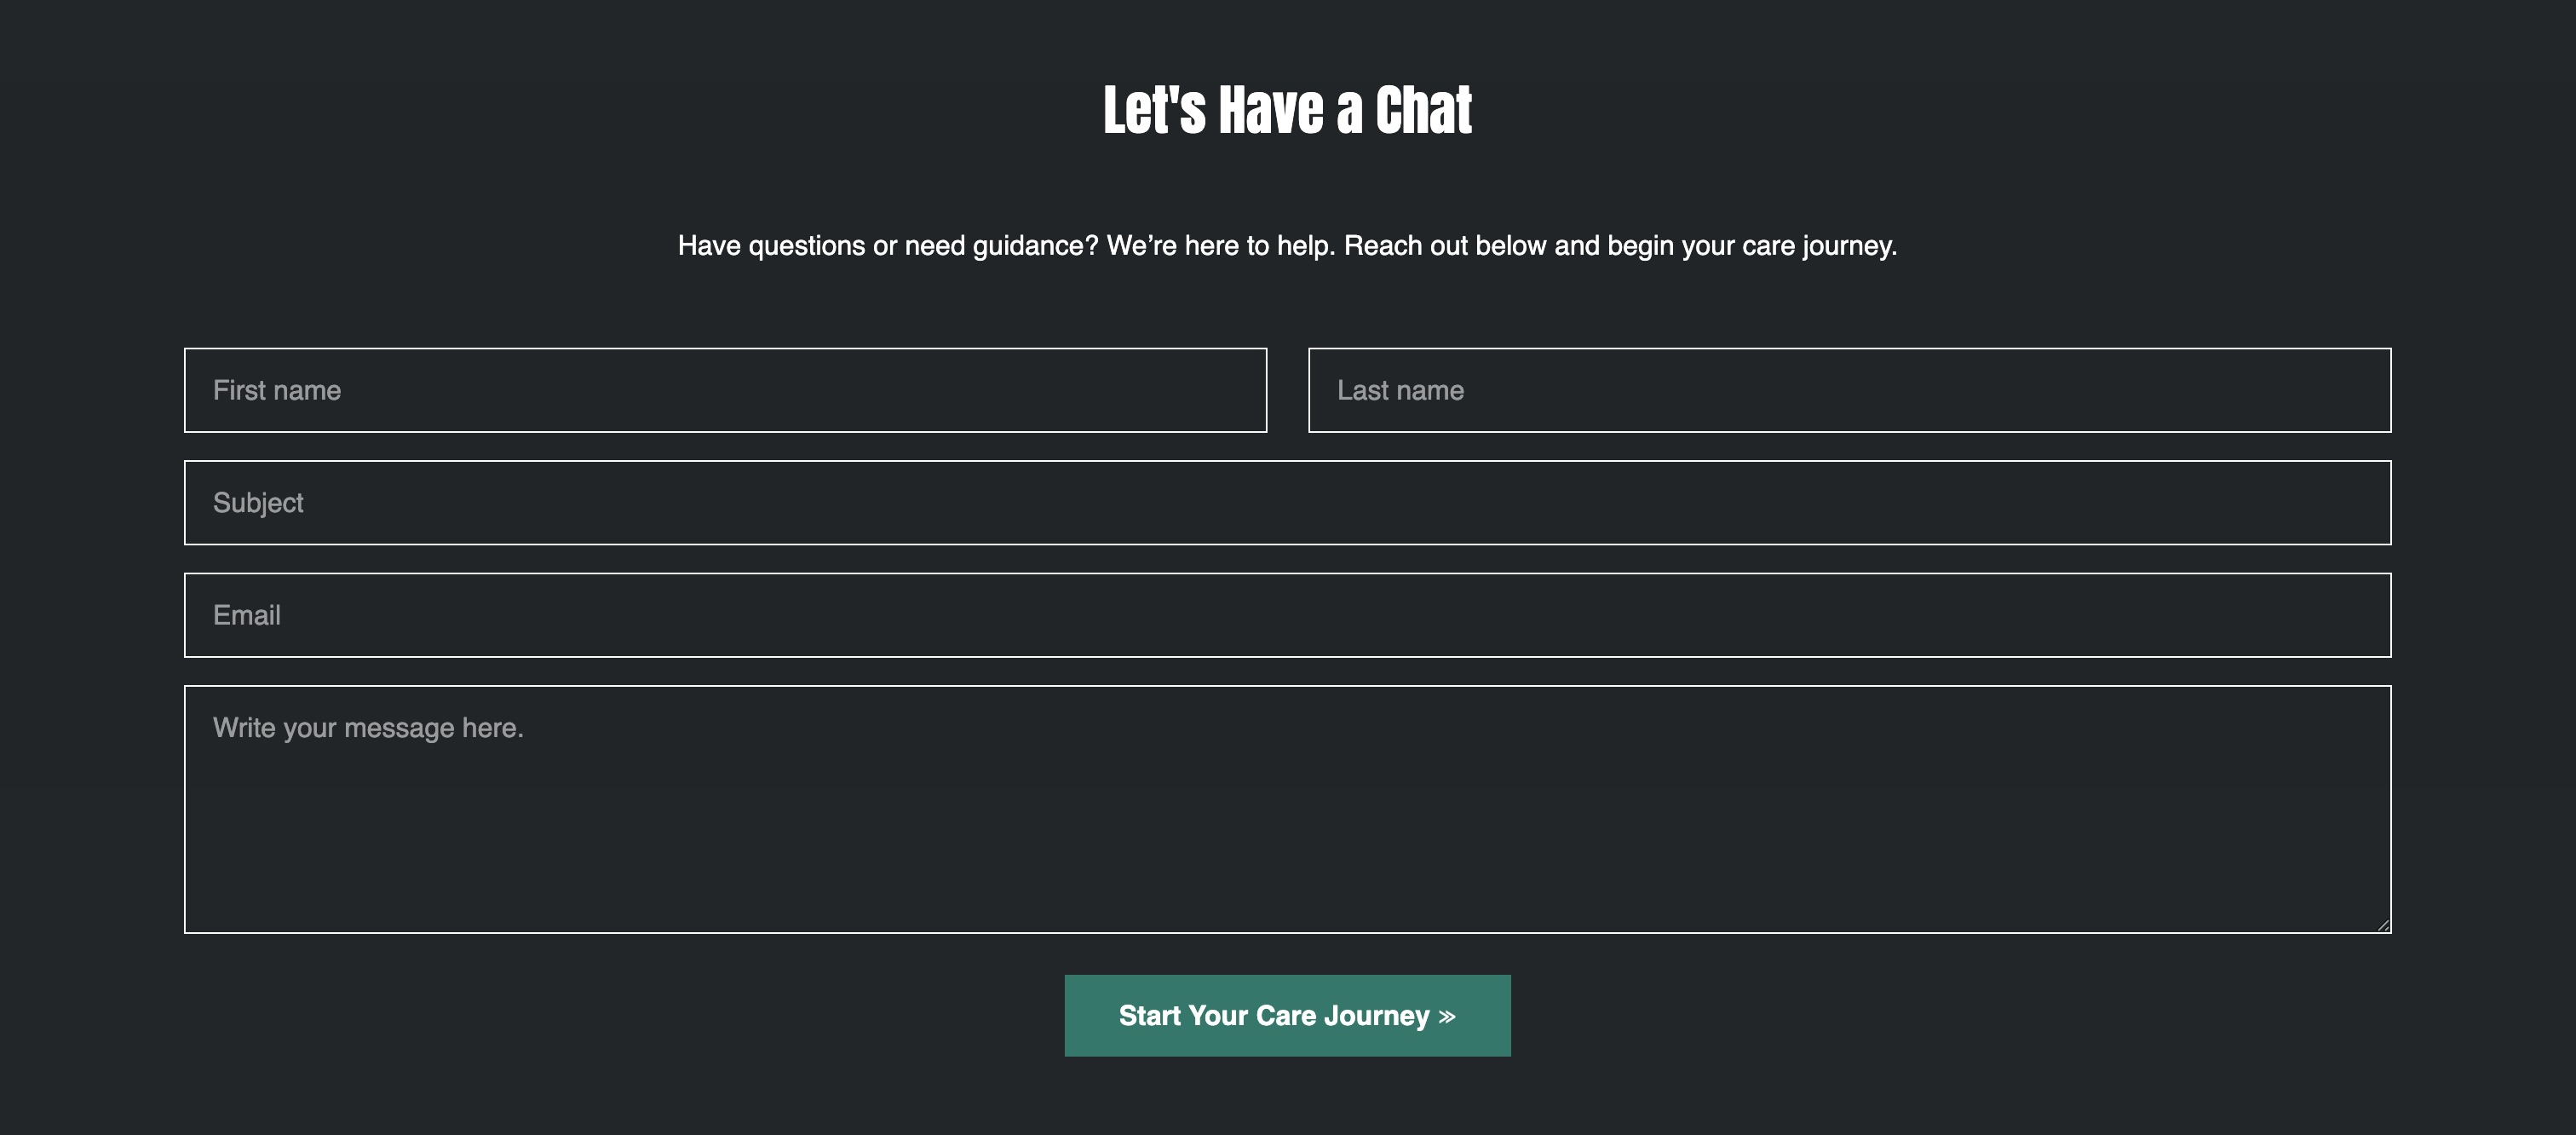 Let's Have a Chat
Have questions or need guidance? We’re here to help. Reach out below and begin your care journey.
First name
Last name
Subject
Email
Write your message here.
Start Your Care Journey »